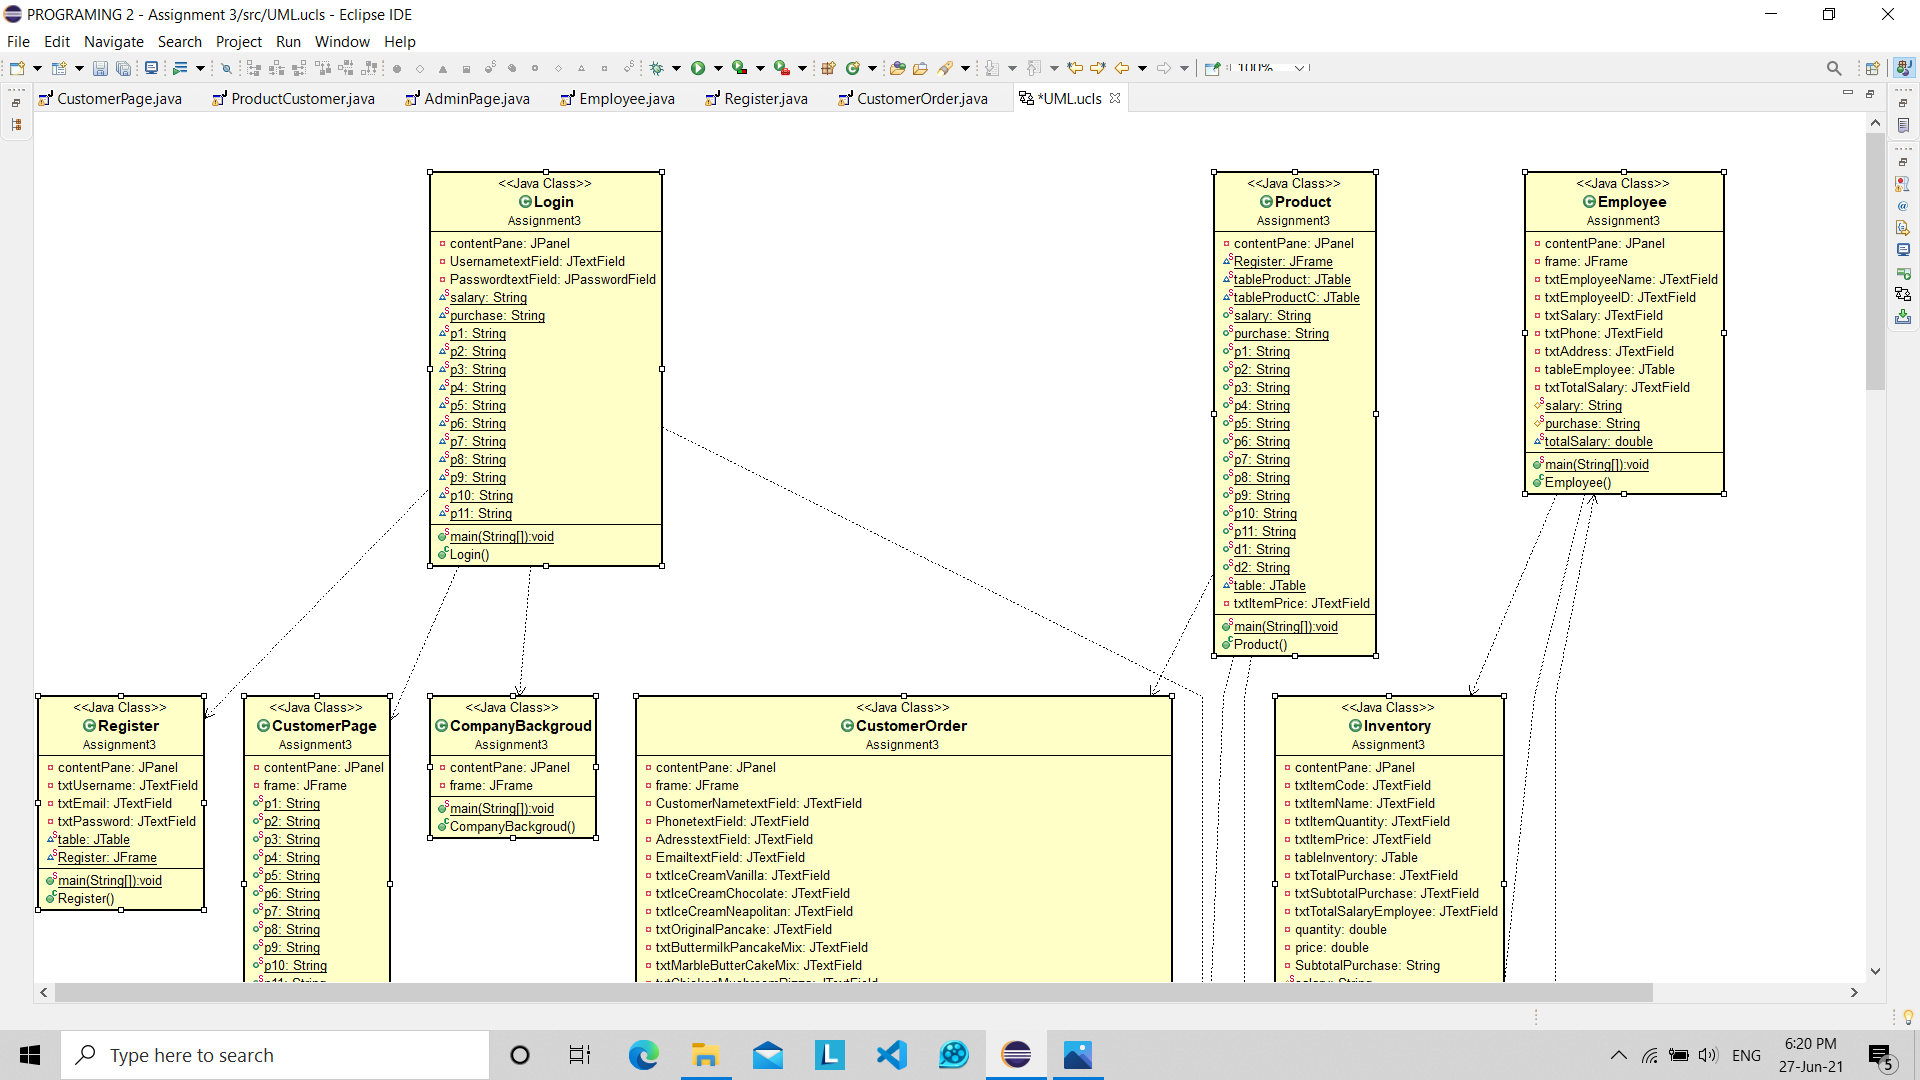 PROGRAMING 2 - Assignment 3/src/UML.ucls - Eclipse IDE
File Edit Navigate Search Project Run Window Help
100%
CustomerPage.java ProductCustomer.java AdminPage.java Employee.java Register.java CustomerOrder.java *UML.ucls
<<Java Class>>
Login
Assignment3
contentPane: JPanel
UsernametextField: JTextField
PasswordtextField: JPasswordField
salary: String
purchase: String
p1: String
p2: String
p3: String
p4: String
p5: String
p6: String
p7: String
p8: String
p9: String
p10: String
p11: String
main(String[]):void
Login()
<<Java Class>>
Product
Assignment3
contentPane: JPanel
Register: JFrame
tableProduct: JTable
tableProductC: JTable
salary: String
purchase: String
p1: String
p2: String
p3: String
p4: String
p5: String
p6: String
p7: String
p8: String
p9: String
p10: String
p11: String
d1: String
d2: String
table: JTable
txtItemPrice: JTextField
main(String[]):void
Product()
<<Java Class>>
Employee
Assignment3
contentPane: JPanel
frame: JFrame
txtEmployeeName: JTextField
txtEmployeeID: JTextField
txtSalary: JTextField
txtPhone: JTextField
txtAddress: JTextField
tableEmployee: JTable
txtTotalSalary: JTextField
salary: String
purchase: String
totalSalary: double
main(String[]):void
Employee()
<<Java Class>>
Register
Assignment3
contentPane: JPanel
txtUsername: JTextField
txtEmail: JTextField
txtPassword: JTextField
table: JTable
Register: JFrame
main(String[]):void
Register()
<<Java Class>>
CustomerPage
Assignment3
contentPane: JPanel
frame: JFrame
p1: String
p2: String
p3: String
p4: String
p5: String
p6: String
p7: String
p8: String
p9: String
p10: String
p11: String
<<Java Class>>
CompanyBackgroud
Assignment3
contentPane: JPanel
frame: JFrame
main(String[]):void
CompanyBackgroud()
<<Java Class>>
CustomerOrder
Assignment3
contentPane: JPanel
frame: JFrame
CustomerNametextField: JTextField
PhonetextField: JTextField
AdresstextField: JTextField
EmailtextField: JTextField
txtIceCreamVanilla: JTextField
txtIceCreamChocolate: JTextField
txtIceCreamNeapolitan: JTextField
txtOriginalPancake: JTextField
txtButtermilkPancakeMix: JTextField
txtMarbleButterCakeMix: JTextField
txtChickenMushroomPizza: JTextField
<<Java Class>>
Inventory
Assignment3
contentPane: JPanel
txtItemCode: JTextField
txtItemName: JTextField
txtItemQuantity: JTextField
txtItemPrice: JTextField
tableInventory: JTable
txtTotalPurchase: JTextField
txtSubtotalPurchase: JTextField
txtTotalSalaryEmployee: JTextField
quantity: double
price: double
SubtotalPurchase: String
salary: String
Type here to search
ENG
6:20 PM
27-Jun-21
5